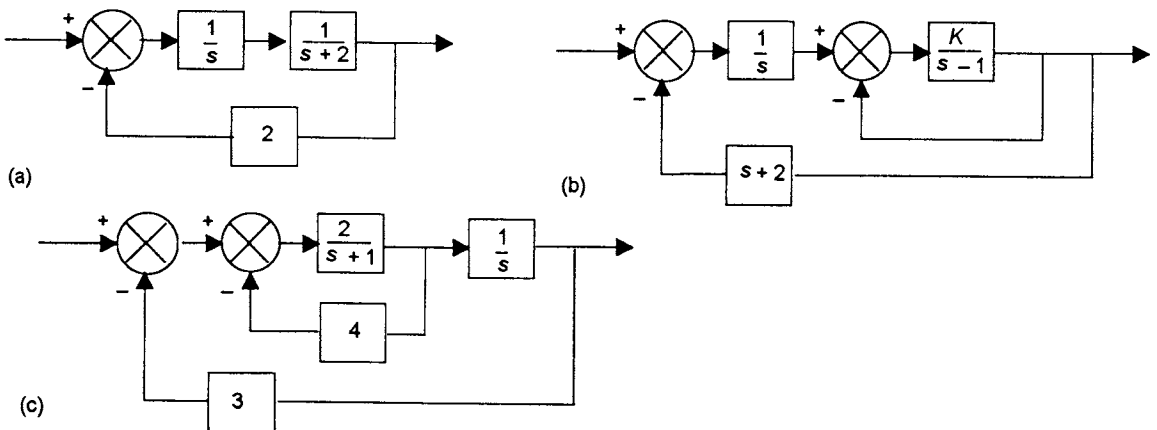 + − 1/s 1/(s + 2) 2
(a)
+ − 1/s + − K/(s − 1) s + 2
(b)
+ − + − 2/(s + 1) 1/s 4 3
(c)